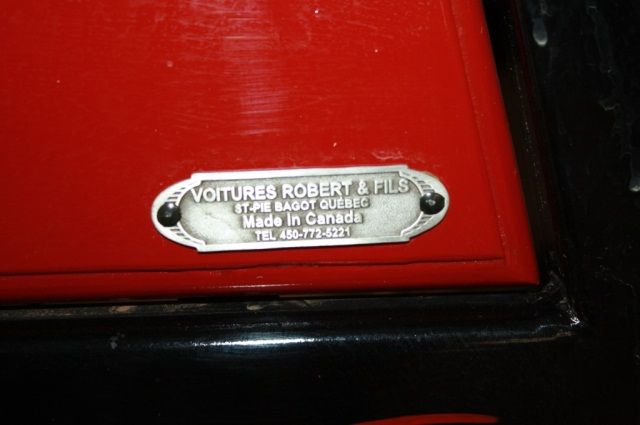 VOITURES ROBERT & FILS
ST-PIE BAGOT QUÉBEC
Made in Canada
TEL 450-772-5221